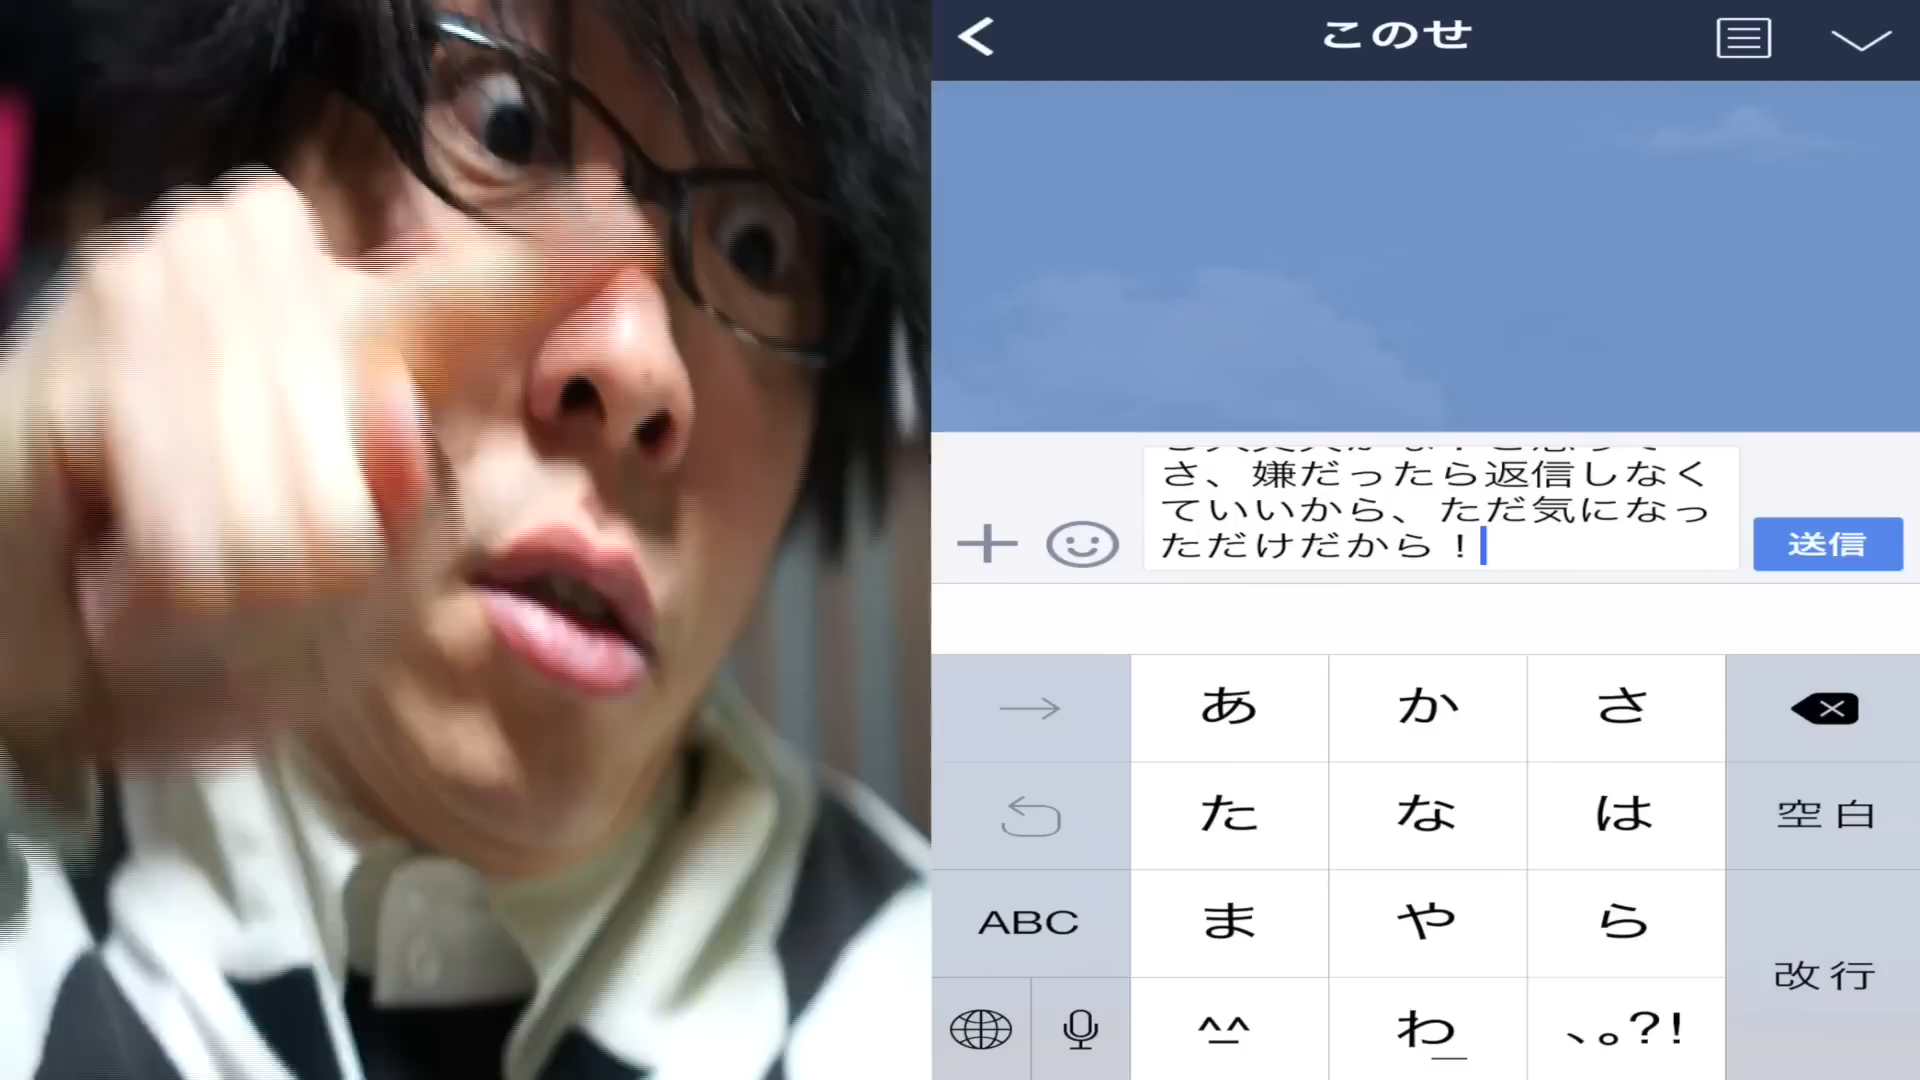 このせ
さ、嫌だったら返信しなく
ていいから、ただ気になっ
ただけだから！
送信
あ か さ
た な は 空白
ABC ま や ら
改行
^_^ わ_ 、。?!